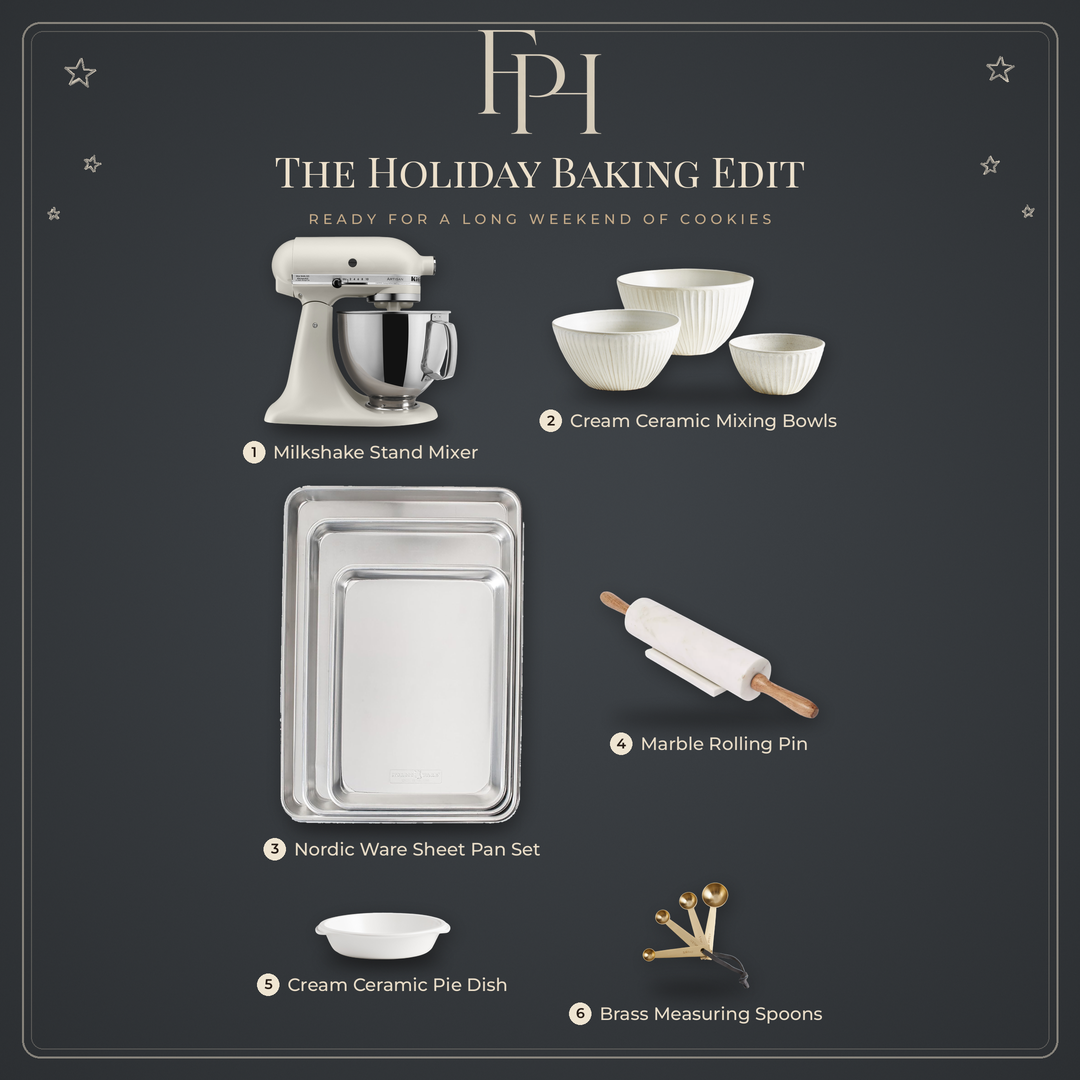 FPH
THE HOLIDAY BAKING EDIT
READY FOR A LONG WEEKEND OF COOKIES
1 Milkshake Stand Mixer
2 Cream Ceramic Mixing Bowls
3 Nordic Ware Sheet Pan Set
4 Marble Rolling Pin
5 Cream Ceramic Pie Dish
6 Brass Measuring Spoons